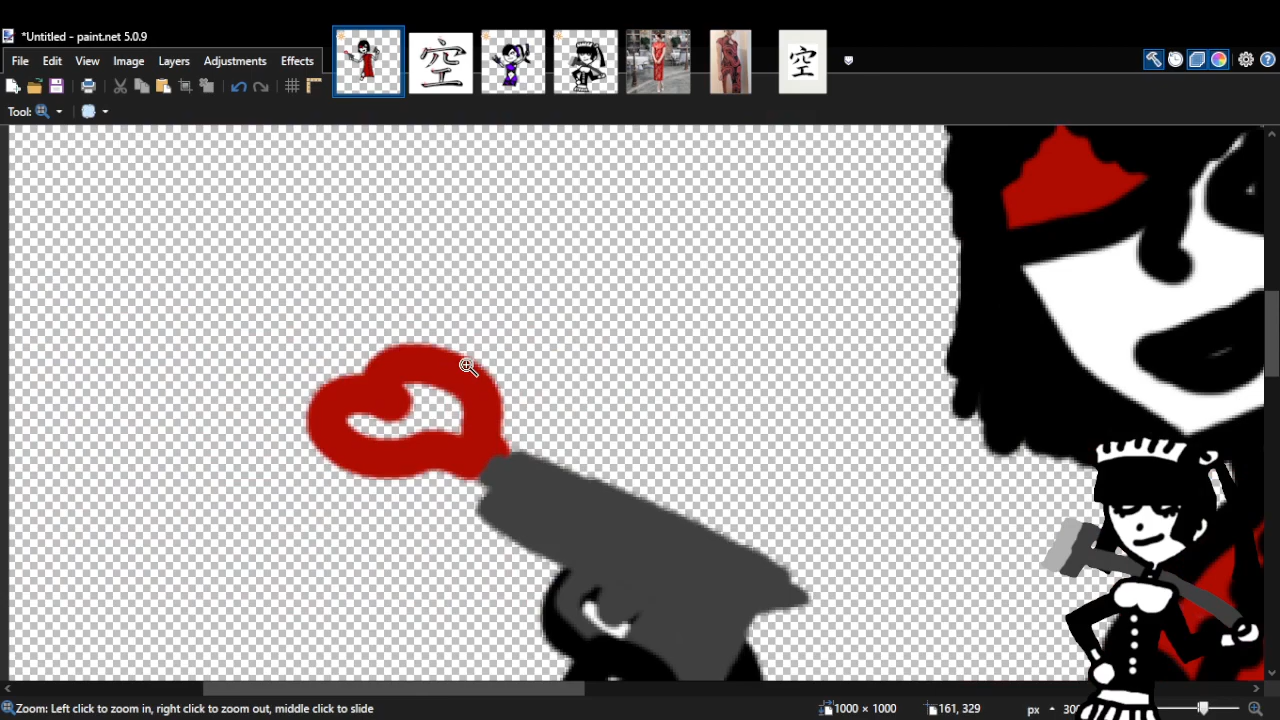 *Untitled - paint.net 5.0.9
File Edit Image Layers Adjustments Effects
空
空
Tool:
Zoom: Left click to zoom in, right click to zoom out, middle click to slide
1000 × 1000
161, 329
px